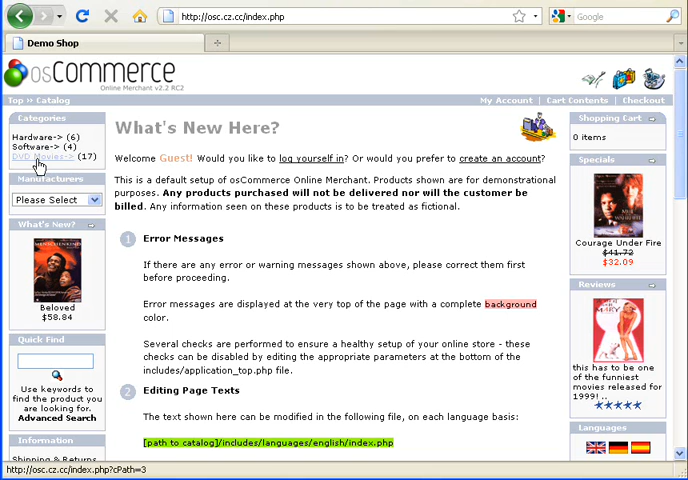 http://osc.cz.cc/index.php
Google
Demo Shop
osCommerce
Online Merchant v2.2 RC2
Top » Catalog
My Account | Cart Contents | Checkout
Categories
Hardware-> (6)
Software-> (4)
DVD Movies-> (17)
Manufacturers
Please Select
What's New?
Beloved
$58.84
Quick Find
Use keywords to
find the product you
are looking for.
Advanced Search
Information
Shipping & Returns
What's New Here?
Welcome Guest! Would you like to log yourself in? Or would you prefer to create an account?
This is a default setup of osCommerce Online Merchant. Products shown are for demonstrational
purposes. Any products purchased will not be delivered nor will the customer be
billed. Any information seen on these products is to be treated as fictional.
1 Error Messages
If there are any error or warning messages shown above, please correct them first
before proceeding.
Error messages are displayed at the very top of the page with a complete background
color.
Several checks are performed to ensure a healthy setup of your online store - these
checks can be disabled by editing the appropriate parameters at the bottom of the
includes/application_top.php file.
2 Editing Page Texts
The text shown here can be modified in the following file, on each language basis:
[path to catalog]/includes/languages/english/index.php
Shopping Cart
0 items
Specials
Courage Under Fire
$41.72
$32.09
Reviews
MARY
this has to be one
of the funniest
movies released for
1999! ..
Languages
http://osc.cz.cc/index.php?cPath=3